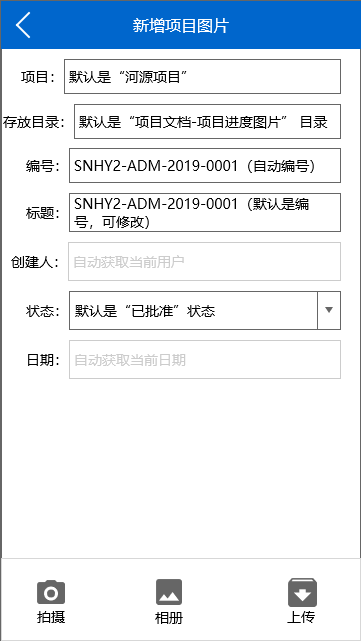 新增项目图片
项目： 默认是“河源项目”
存放目录： 默认是“项目文档-项目进度图片” 目录
编号： SNHY2-ADM-2019-0001（自动编号）
标题： SNHY2-ADM-2019-0001（默认是编
号，可修改）
创建人： 自动获取当前用户
状态： 默认是“已批准”状态
日期： 自动获取当前日期
拍摄 相册 上传